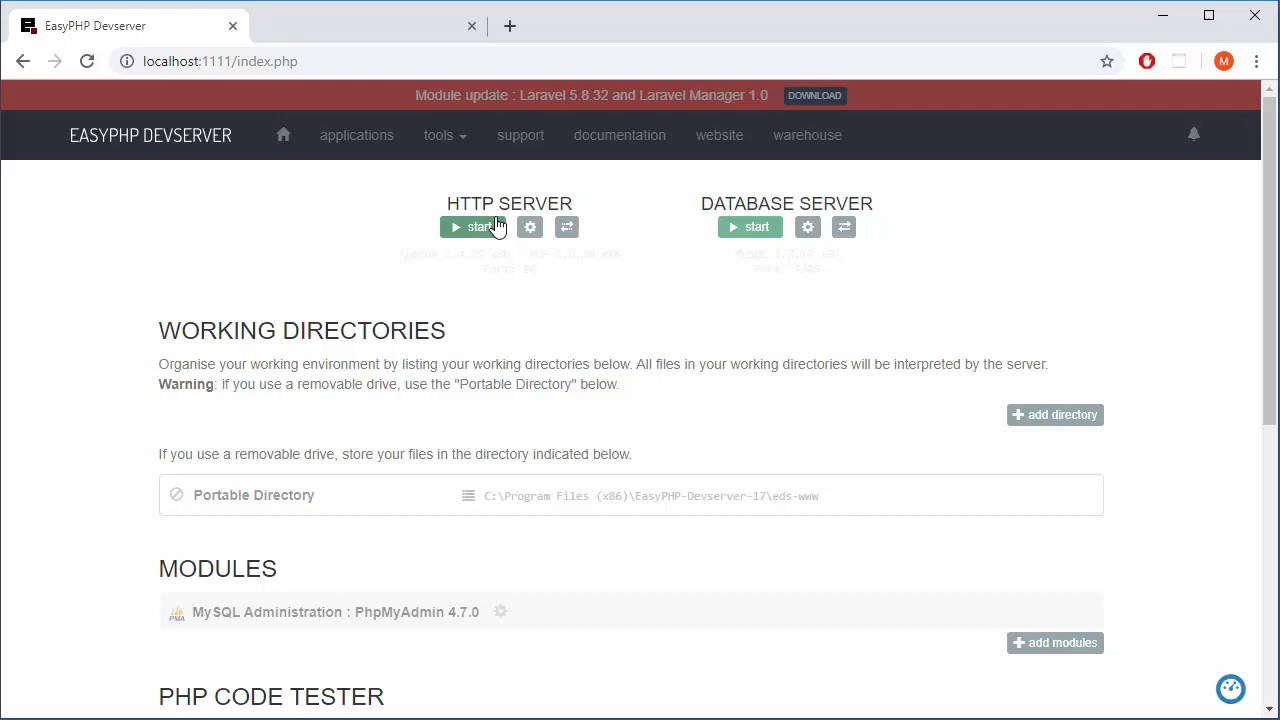 EasyPHP Devserver
localhost:1111/index.php
M
Module update : Laravel 5.8.32 and Laravel Manager 1.0 DOWNLOAD
EASYPHP DEVSERVER applications tools support documentation website warehouse
HTTP SERVER DATABASE SERVER
start start
WORKING DIRECTORIES
Organise your working environment by listing your working directories below. All files in your working directories will be interpreted by the server.
Warning: if you use a removable drive, use the "Portable Directory" below.
add directory
If you use a removable drive, store your files in the directory indicated below.
Portable Directory C:\Program Files (x86)\EasyPHP-Devserver-17\eds-www
MODULES
PMA MySQL Administration : PhpMyAdmin 4.7.0
add modules
PHP CODE TESTER